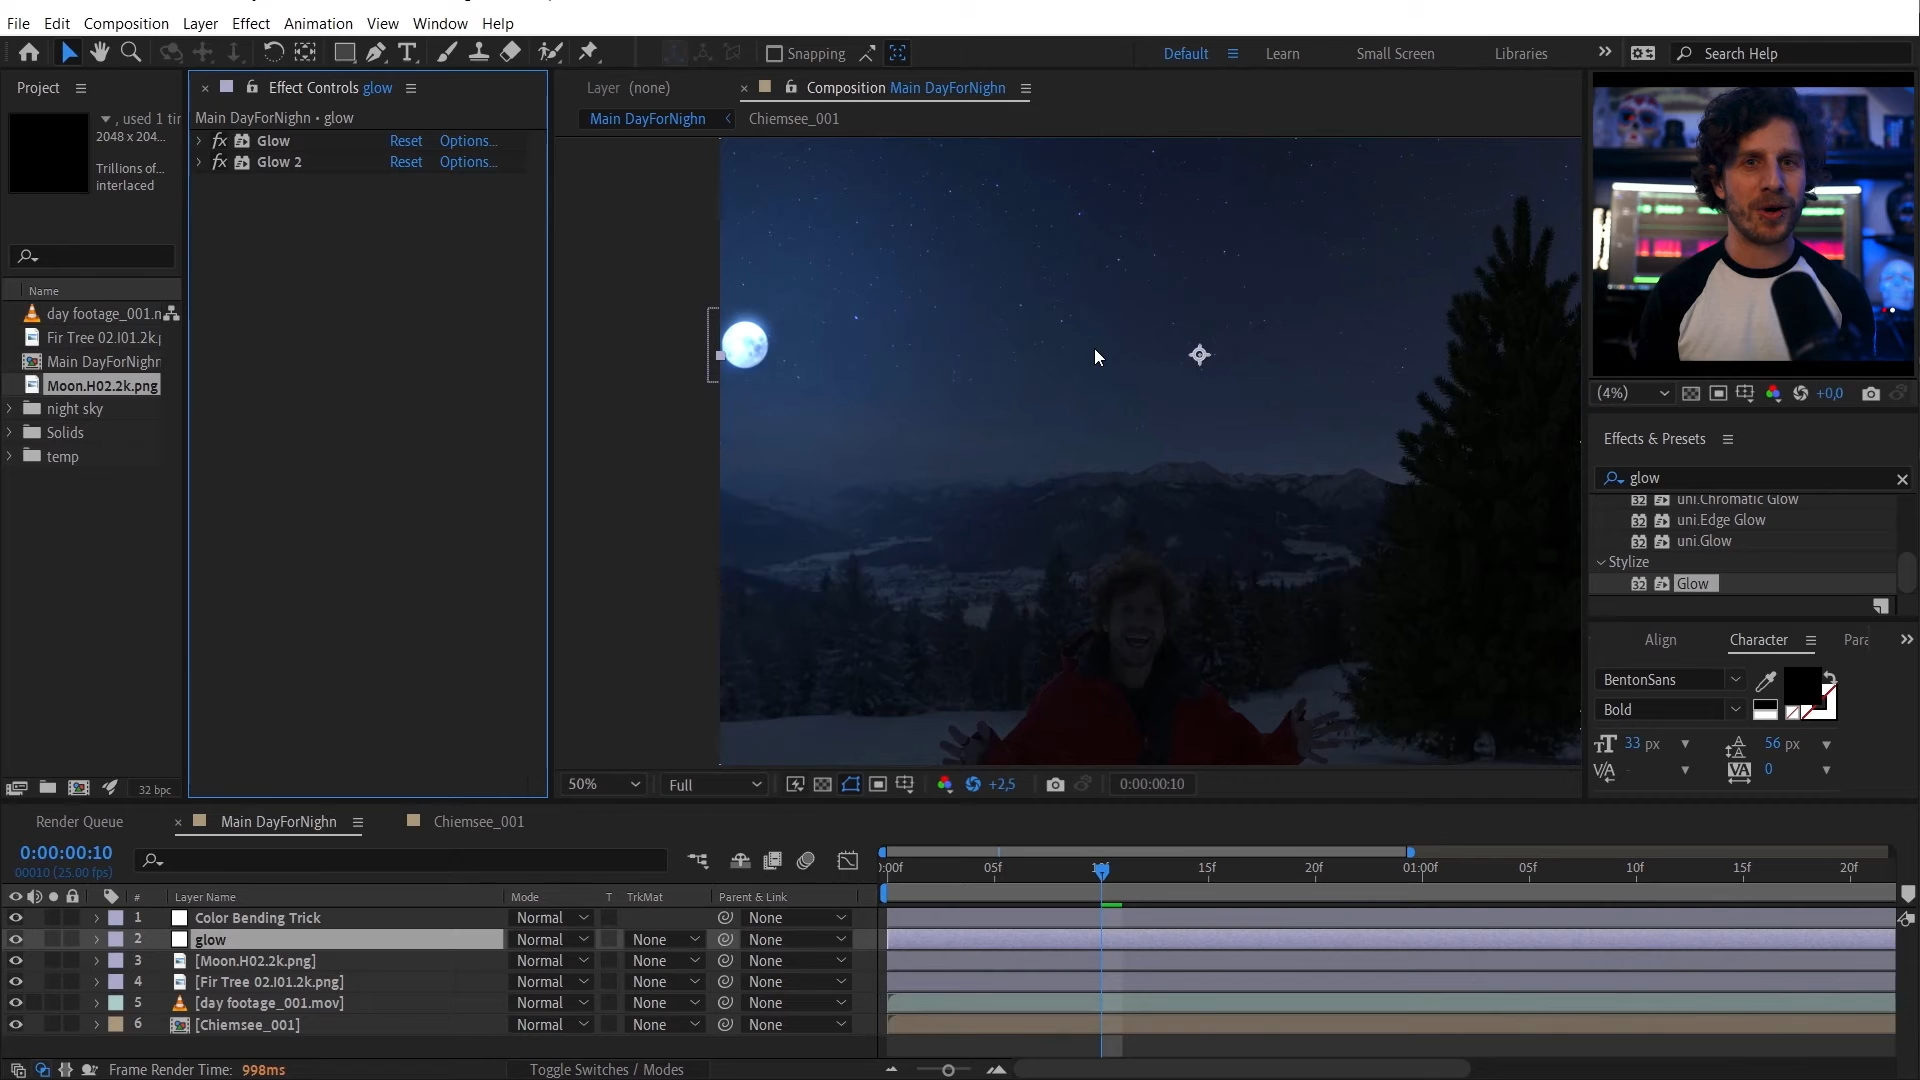 File Edit Composition Layer Effect Animation View Window Help
Snapping
Default Learn Small Screen Libraries
Search Help
Project
, used 1 tir
2048 x 204...
Trillions of...
interlaced
Name
day footage_001.n
Fir Tree 02.I01.2k.p
Main DayForNighn
Moon.H02.2k.png
night sky
Solids
temp
32 bpc
Effect Controls glow
Main DayForNighn • glow
fx Glow Reset Options...
fx Glow 2 Reset Options...
Layer (none)
Composition Main DayForNighn
Main DayForNighn Chiemsee_001
50% Full +2,5 0:00:00:10
(4%) +0,0
Effects & Presets
glow
32 uni.Chromatic Glow
32 uni.Edge Glow
32 uni.Glow
Stylize
32 Glow
Align Character Para
BentonSans
Bold
33 px 56 px
- 0
Render Queue Main DayForNighn Chiemsee_001
0:00:00:10
00010 (25.00 fps)
# Layer Name Mode T TrkMat Parent & Link
1 Color Bending Trick Normal None
2 glow Normal None None
3 [Moon.H02.2k.png] Normal None None
4 [Fir Tree 02.I01.2k.png] Normal None None
5 [day footage_001.mov] Normal None None
6 [Chiemsee_001] Normal None None
):00f 05f 10f 15f 20f 01:00f 05f 10f 15f 20f
Frame Render Time: 998ms
Toggle Switches / Modes